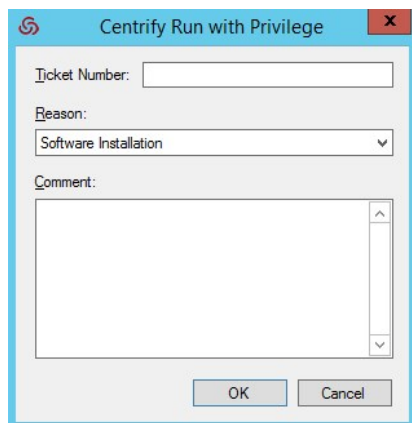 Centrify Run with Privilege
x
Ticket Number:
Reason:
Software Installation
Comment:
OK Cancel